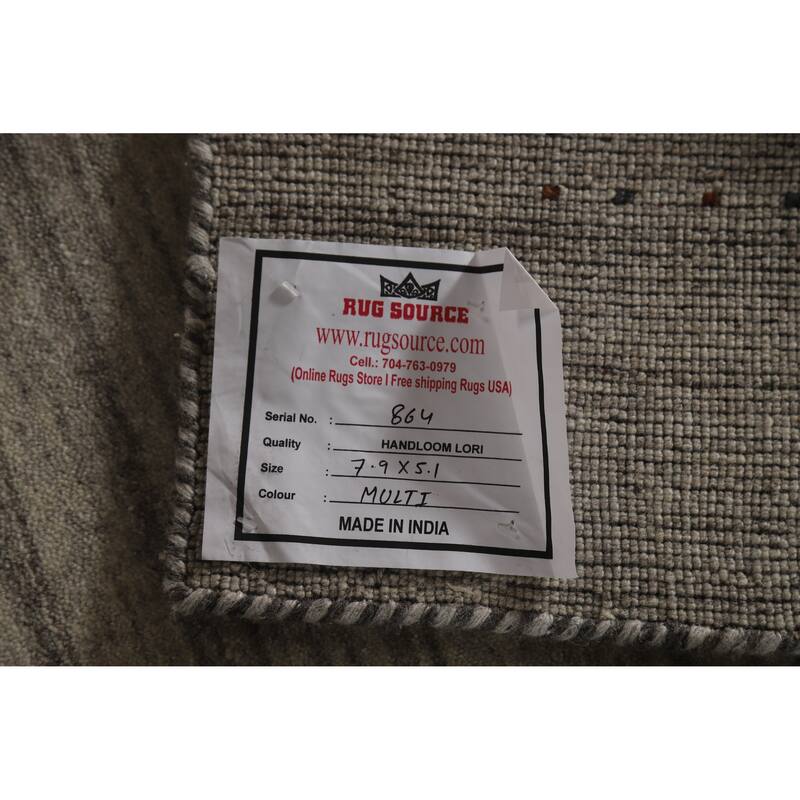 RUG SOURCE
www.rugsource.com
Cell.: 704-763-0979
(Online Rugs Store I Free shipping Rugs USA)
Serial No. : 864
Quality : HANDLOOM LORI
Size : 7.9 X 5.1
Colour : MULTI
MADE IN INDIA